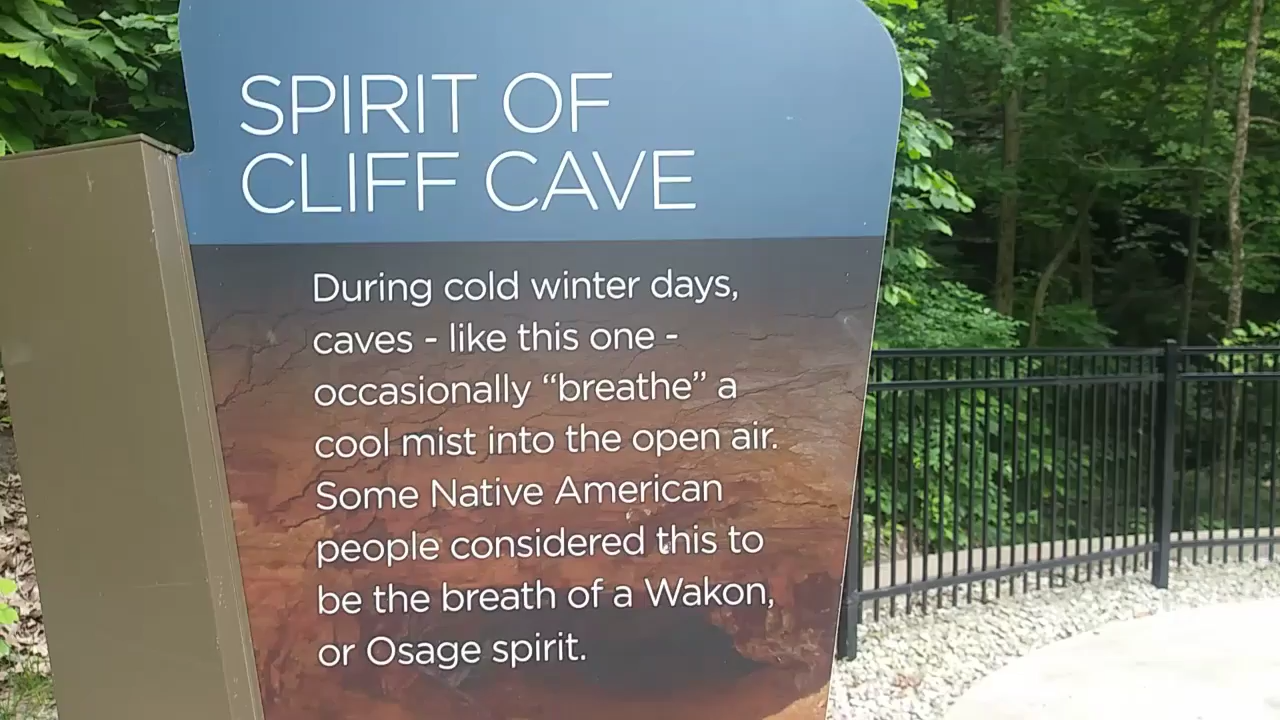 SPIRIT OF
CLIFF CAVE
During cold winter days,
caves - like this one -
occasionally “breathe” a
cool mist into the open air.
Some Native American
people considered this to
be the breath of a Wakon,
or Osage spirit.